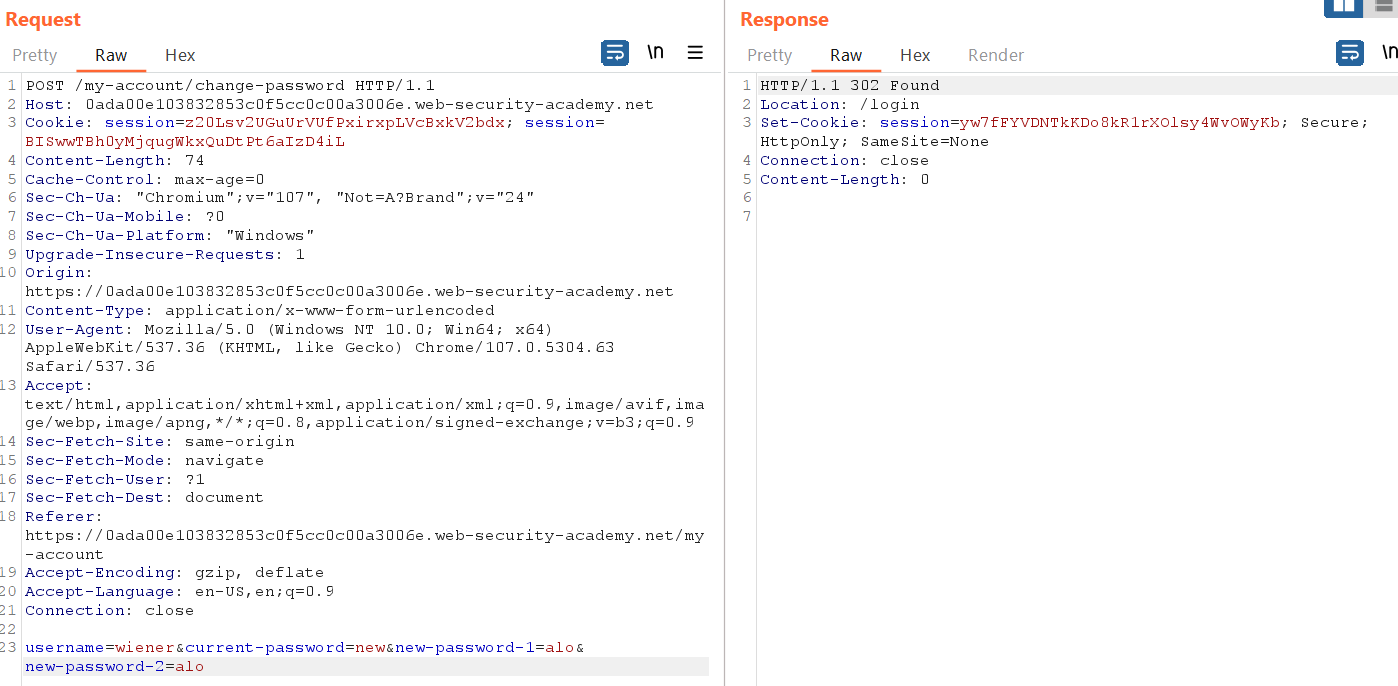 Request
Pretty Raw Hex \n
1 POST /my-account/change-password HTTP/1.1
2 Host: 0ada00e103832853c0f5cc0c00a3006e.web-security-academy.net
3 Cookie: session=z20Lsv2UGuUrVUfPxirxpLVcBxkV2bdx; session=
BISwwTBh0yMjqugWkxQuDtPt6aIzD4iL
4 Content-Length: 74
5 Cache-Control: max-age=0
6 Sec-Ch-Ua: "Chromium";v="107", "Not=A?Brand";v="24"
7 Sec-Ch-Ua-Mobile: ?0
8 Sec-Ch-Ua-Platform: "Windows"
9 Upgrade-Insecure-Requests: 1
10 Origin:
https://0ada00e103832853c0f5cc0c00a3006e.web-security-academy.net
11 Content-Type: application/x-www-form-urlencoded
12 User-Agent: Mozilla/5.0 (Windows NT 10.0; Win64; x64)
AppleWebKit/537.36 (KHTML, like Gecko) Chrome/107.0.5304.63
Safari/537.36
13 Accept:
text/html,application/xhtml+xml,application/xml;q=0.9,image/avif,ima
ge/webp,image/apng,*/*;q=0.8,application/signed-exchange;v=b3;q=0.9
14 Sec-Fetch-Site: same-origin
15 Sec-Fetch-Mode: navigate
16 Sec-Fetch-User: ?1
17 Sec-Fetch-Dest: document
18 Referer:
https://0ada00e103832853c0f5cc0c00a3006e.web-security-academy.net/my
-account
19 Accept-Encoding: gzip, deflate
20 Accept-Language: en-US,en;q=0.9
21 Connection: close
22
23 username=wiener&current-password=new&new-password-1=alo&
new-password-2=alo
Response
Pretty Raw Hex Render \n
1 HTTP/1.1 302 Found
2 Location: /login
3 Set-Cookie: session=yw7fFYVDNTkKDo8kR1rXOlsy4WvOWyKb; Secure;
HttpOnly; SameSite=None
4 Connection: close
5 Content-Length: 0
6
7